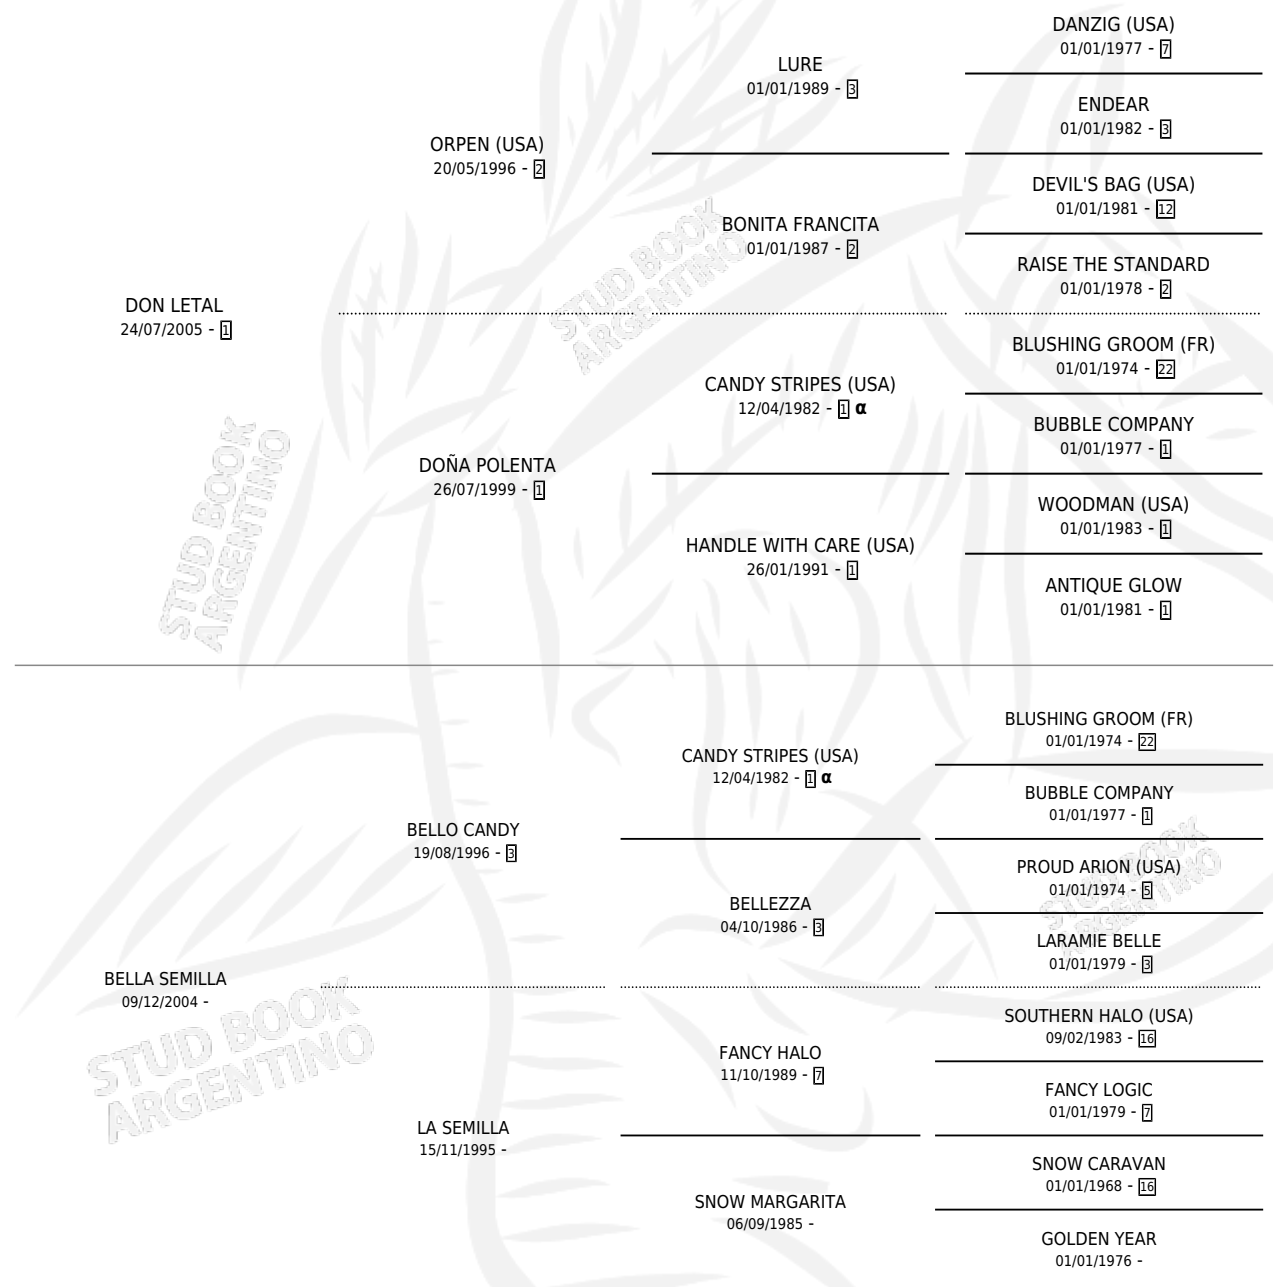 DANZIG (USA)
01/01/1977 - 7
LURE
01/01/1989 - 3
ENDEAR
01/01/1982 - 3
ORPEN (USA)
20/05/1996 - 2
DEVIL'S BAG (USA)
01/01/1981 - 12
BONITA FRANCITA
01/01/1987 - 2
RAISE THE STANDARD
01/01/1978 - 2
DON LETAL
24/07/2005 - 1
BLUSHING GROOM (FR)
01/01/1974 - 22
CANDY STRIPES (USA)
12/04/1982 - 1 α
BUBBLE COMPANY
01/01/1977 - 1
DOÑA POLENTA
26/07/1999 - 1
WOODMAN (USA)
01/01/1983 - 1
HANDLE WITH CARE (USA)
26/01/1991 - 1
ANTIQUE GLOW
01/01/1981 - 1
BLUSHING GROOM (FR)
01/01/1974 - 22
CANDY STRIPES (USA)
12/04/1982 - 1 α
BUBBLE COMPANY
01/01/1977 - 1
BELLO CANDY
19/08/1996 - 3
PROUD ARION (USA)
01/01/1974 - 5
BELLEZZA
04/10/1986 - 3
LARAMIE BELLE
01/01/1979 - 3
BELLA SEMILLA
09/12/2004 -
SOUTHERN HALO (USA)
09/02/1983 - 16
FANCY HALO
11/10/1989 - 7
FANCY LOGIC
01/01/1979 - 7
LA SEMILLA
15/11/1995 -
SNOW CARAVAN
01/01/1968 - 16
SNOW MARGARITA
06/09/1985 -
GOLDEN YEAR
01/01/1976 -
STUD BOOK
ARGENTINO
STUD BOOK
ARGENTINO
STUD BOOK
ARGENTINO
STUD BOOK
ARGENTINO